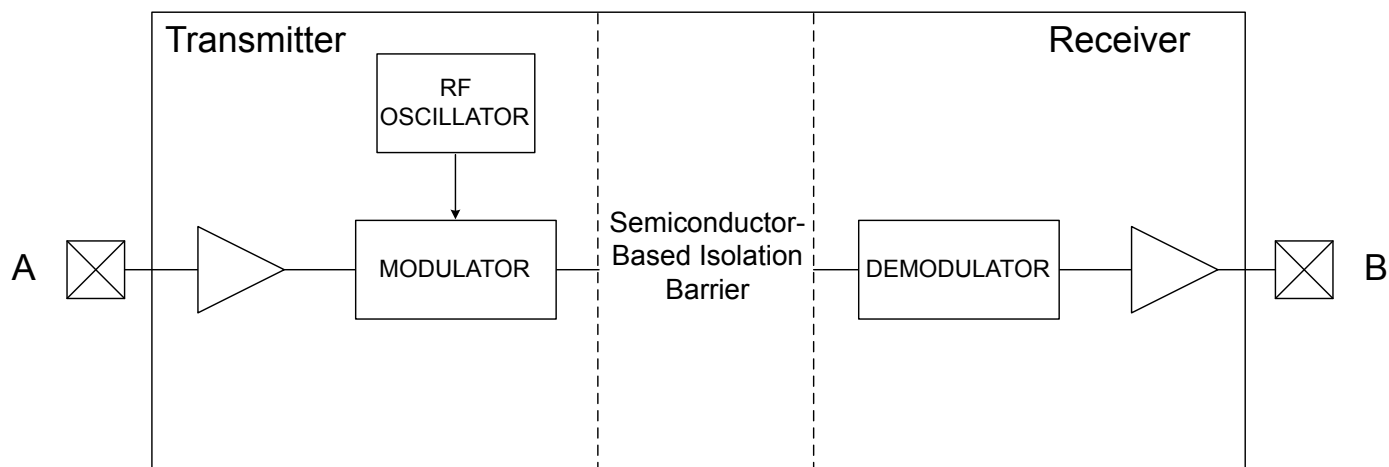 Transmitter
Receiver
RF
OSCILLATOR
A
MODULATOR
Semiconductor-
Based Isolation
Barrier
DEMODULATOR
B